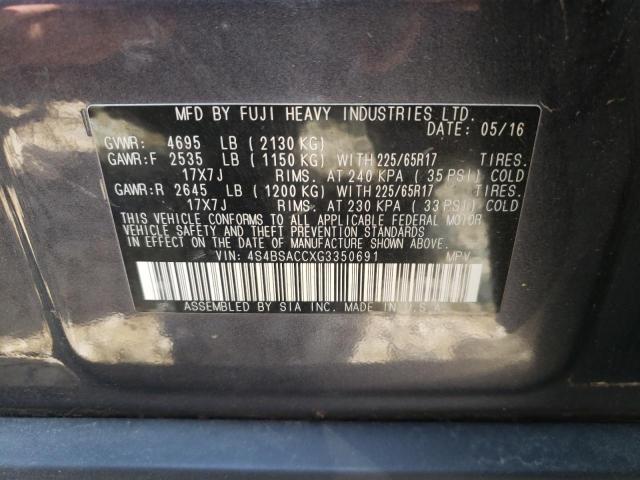 MFD BY FUJI HEAVY INDUSTRIES LTD.
DATE: 05/16
GVWR: 4695 LB ( 2130 KG)
GAWR:F 2535 LB ( 1150 KG) WITH 225/65R17 TIRES.
17X7J RIMS. AT 240 KPA ( 35 PSI) COLD
GAWR:R 2645 LB ( 1200 KG) WITH 225/65R17 TIRES.
17X7J RIMS. AT 230 KPA ( 33 PSI) COLD
THIS VEHICLE CONFORMS TO ALL APPLICABLE FEDERAL MOTOR
VEHICLE SAFETY AND THEFT PREVENTION STANDARDS
IN EFFECT ON THE DATE OF MANUFACTURE SHOWN ABOVE.
VIN: 4S4BSACCXG3350691 MPV
ASSEMBLED BY SIA INC. MADE IN U.S.A